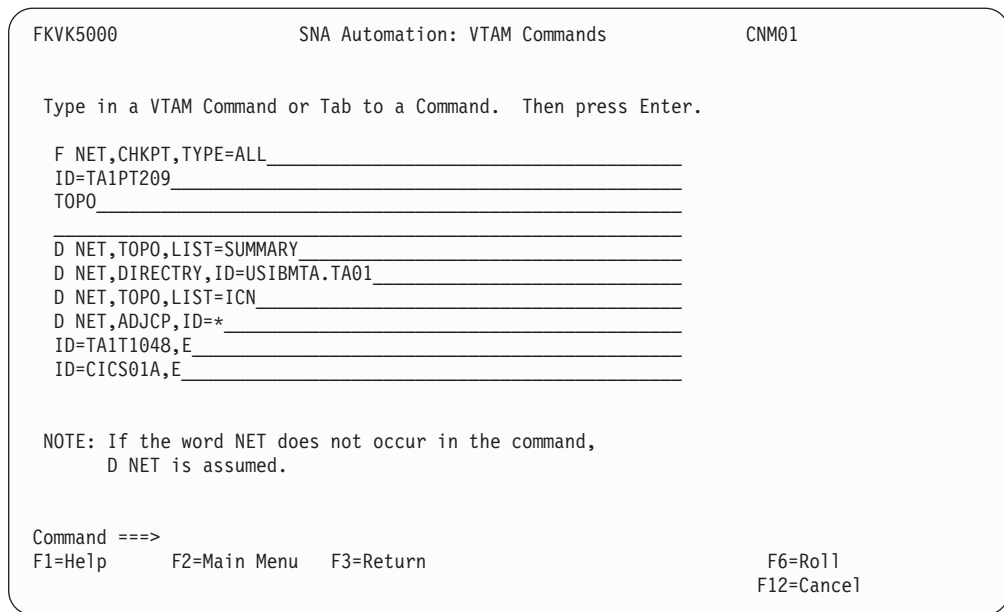 FKVK5000 SNA Automation: VTAM Commands CNM01
Type in a VTAM Command or Tab to a Command. Then press Enter.
F NET,CHKPT,TYPE=ALL
ID=TA1PT209
TOPO
D NET,TOPO,LIST=SUMMARY
D NET,DIRECTRY,ID=USIBMTA.TA01
D NET,TOPO,LIST=ICN
D NET,ADJCP,ID=*
ID=TA1T1048,E
ID=CICS01A,E
NOTE: If the word NET does not occur in the command,
D NET is assumed.
Command ===>
F1=Help F2=Main Menu F3=Return F6=Roll
F12=Cancel